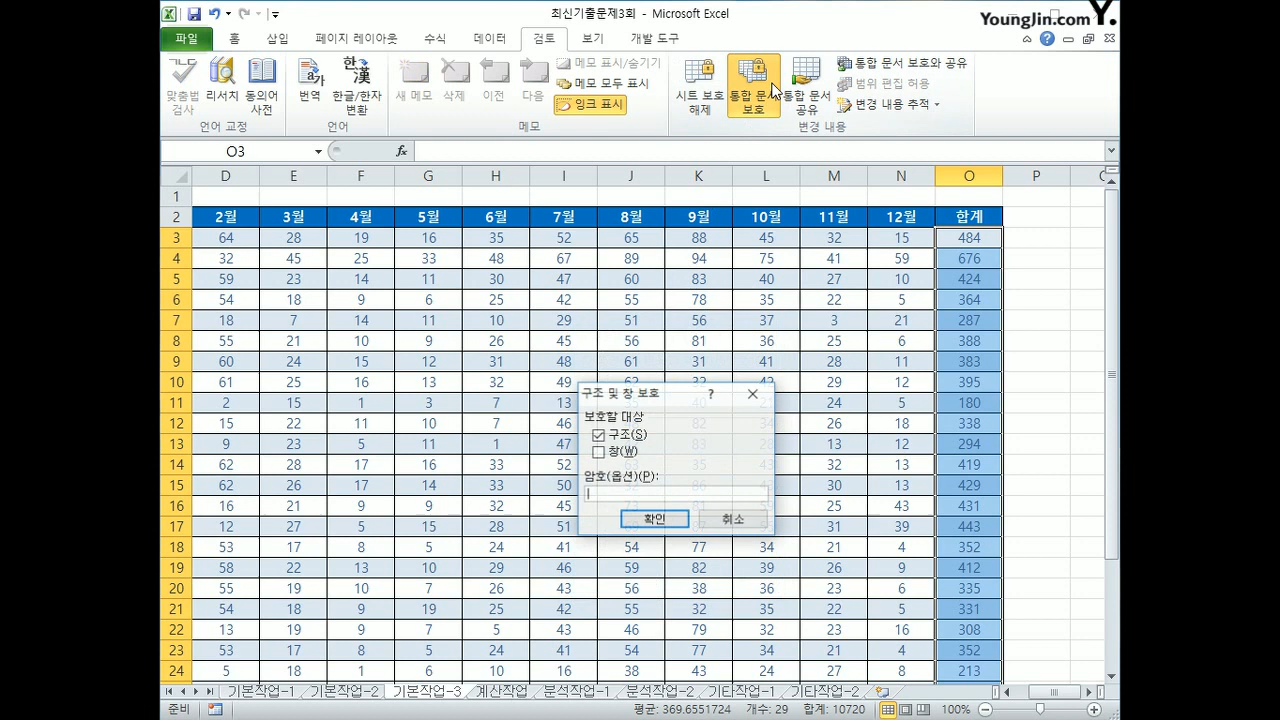 최신기출문제3회 - Microsoft Excel
YoungJin.com Y.
파일 홈 삽입 페이지 레이아웃 수식 데이터 검토 보기 개발 도구
맞춤법 검사 리서치 동의어 사전 번역 한글/한자 변환 새 메모 삭제 이전 다음
메모 표시/숨기기
메모 모두 표시
잉크 표시
시트 보호 해제 통합 문서 보호 통합 문서 공유
통합 문서 보호와 공유
범위 편집 허용
변경 내용 추적
언어 교정 언어 메모 변경 내용
O3 fx
D E F G H I J K L M N O P
1
2 2월 3월 4월 5월 6월 7월 8월 9월 10월 11월 12월 합계
3 64 28 19 16 35 52 65 88 45 32 15 484
4 32 45 25 33 48 67 89 94 75 41 59 676
5 59 23 14 11 30 47 60 83 40 27 10 424
6 54 18 9 6 25 42 55 78 35 22 5 364
7 18 7 14 11 10 29 51 56 37 3 21 287
8 55 21 10 9 26 45 56 81 36 25 6 388
9 60 24 15 12 31 48 61 31 41 28 11 383
10 61 25 16 13 32 49 29 12 395
11 2 15 1 3 7 13 24 5 180
12 15 22 11 10 7 46 26 18 338
13 9 23 5 11 1 47 13 12 294
14 62 28 17 16 33 52 32 13 419
15 62 26 17 14 33 50 30 13 429
16 16 21 9 9 32 45 25 43 431
17 12 27 5 15 28 51 31 39 443
18 53 17 8 5 24 41 54 77 34 21 4 352
19 58 22 13 10 29 46 59 82 39 26 9 412
20 55 19 10 7 26 43 56 38 36 23 6 335
21 54 18 9 19 25 42 55 32 35 22 5 331
22 13 19 9 7 5 43 46 79 32 23 16 308
23 53 17 8 5 24 41 54 77 34 21 4 352
24 5 18 1 6 10 16 38 43 24 27 8 213
구조 및 창 보호 ?
보호할 대상
구조(S)
창(W)
암호(옵션)(P):
확인 취소
기본작업-1 기본작업-2 기본작업-3 계산작업 분석작업-1 분석작업-2 기타작업-1 기타작업-2
준비 평균: 369.6551724 개수: 29 합계: 10720 100%